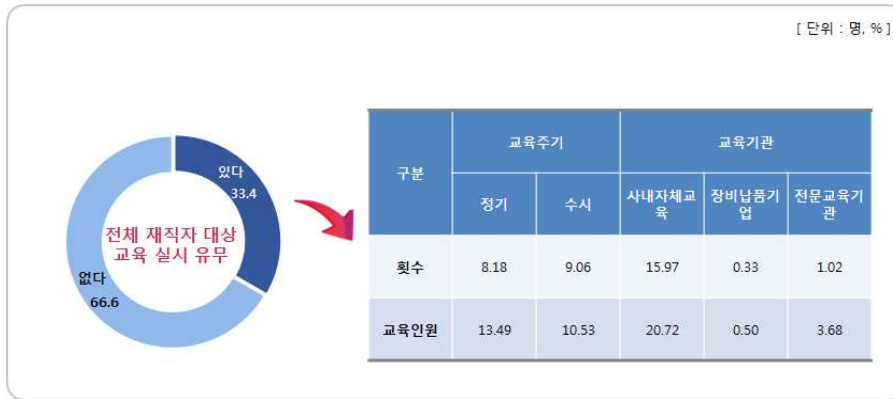 [ 단위 : 명, % ]
있다
33.4
전체 재직자 대상
교육 실시 유무
없다
66.6
구분 교육주기 교육기관
정기 수시 사내자체교육 장비납품기업 전문교육기관
횟수 8.18 9.06 15.97 0.33 1.02
교육인원 13.49 10.53 20.72 0.50 3.68